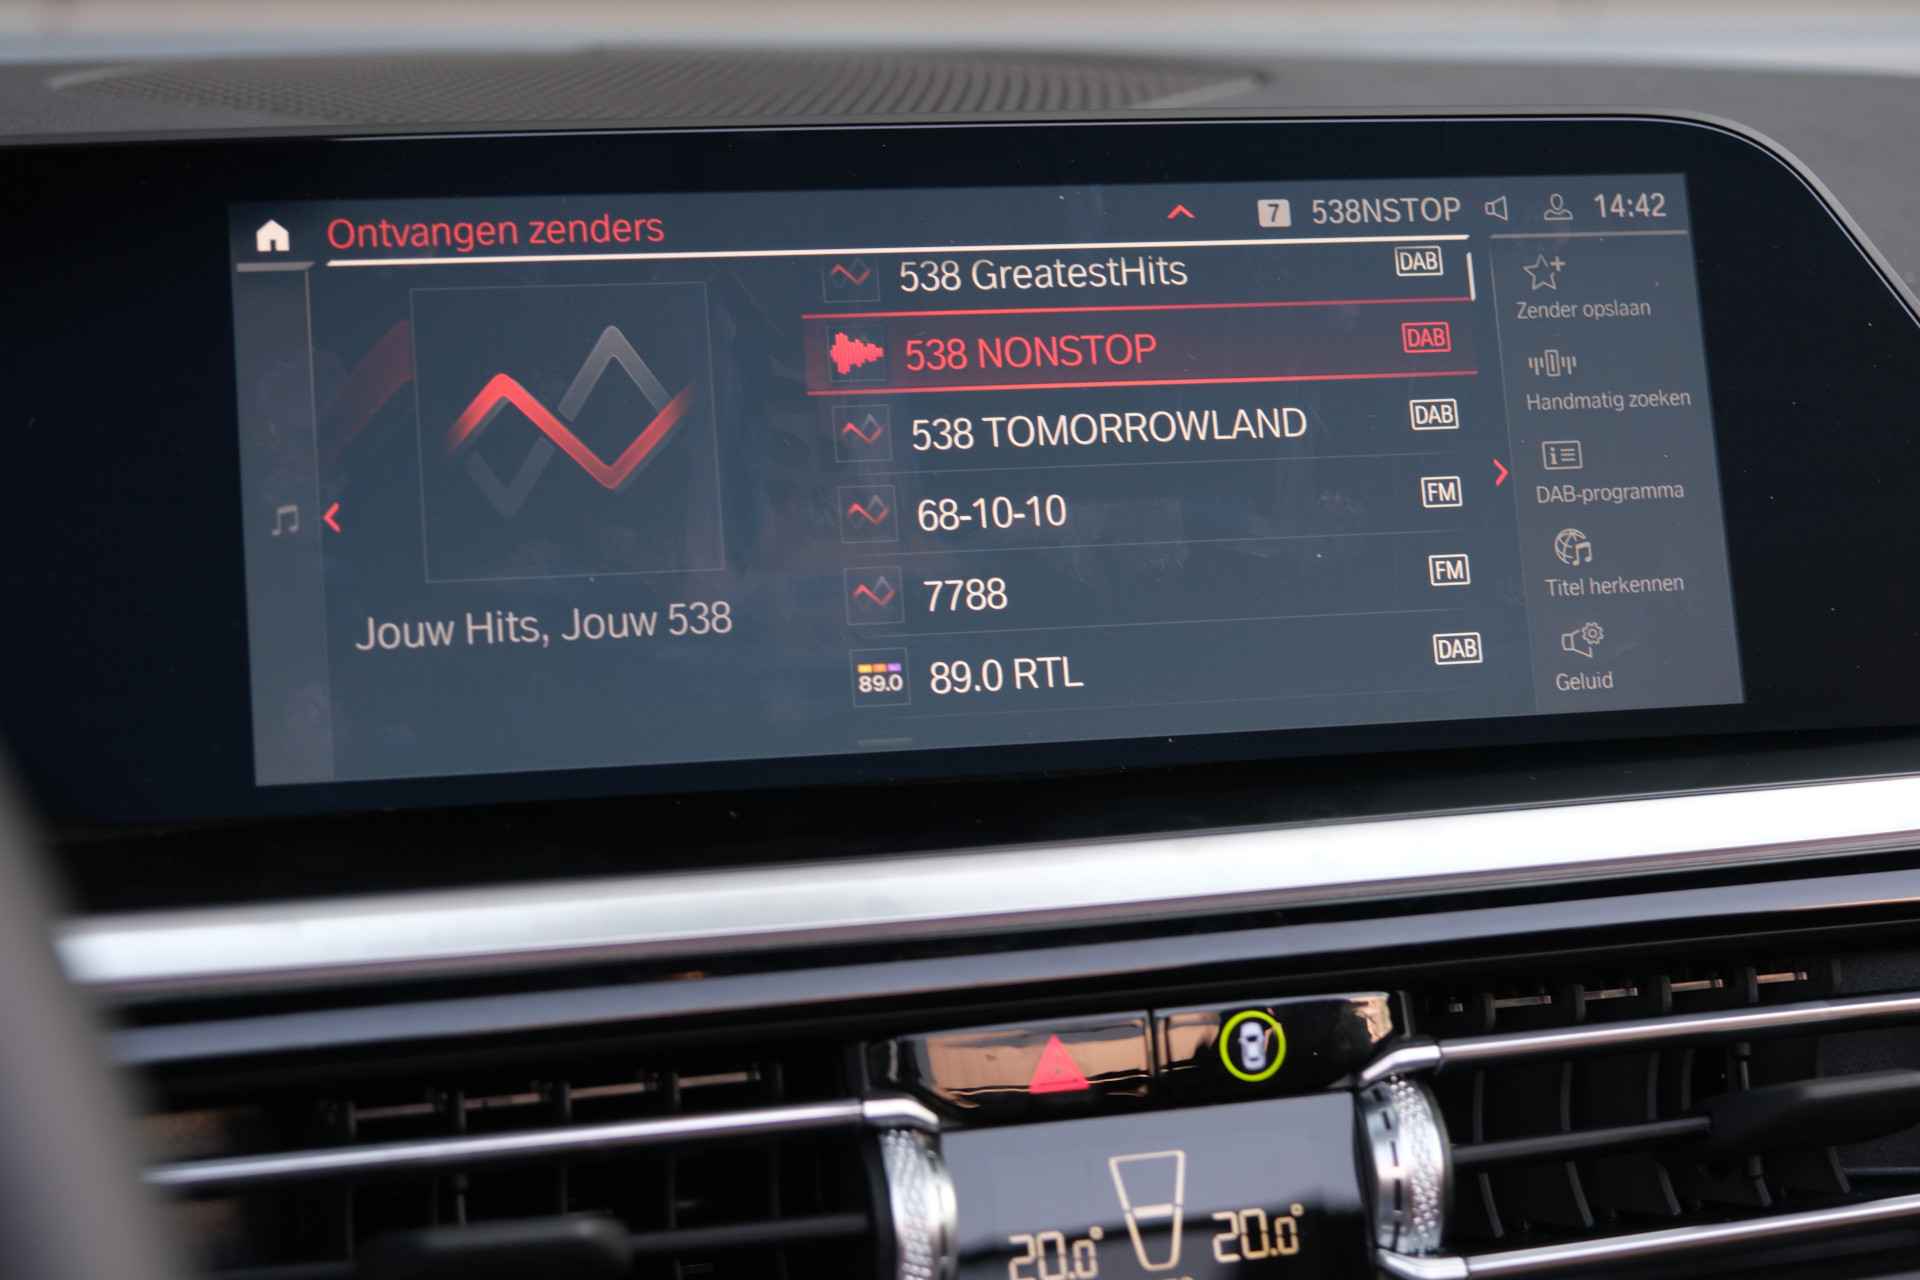 Ontvangen zenders
7 538NSTOP 14:42
538 GreatestHits DAB
538 NONSTOP DAB
538 TOMORROWLAND DAB
68-10-10 FM
7788 FM
89.0 89.0 RTL DAB
Jouw Hits, Jouw 538
Zender opslaan
Handmatig zoeken
DAB-programma
Titel herkennen
Geluid
20.0° 20.0°